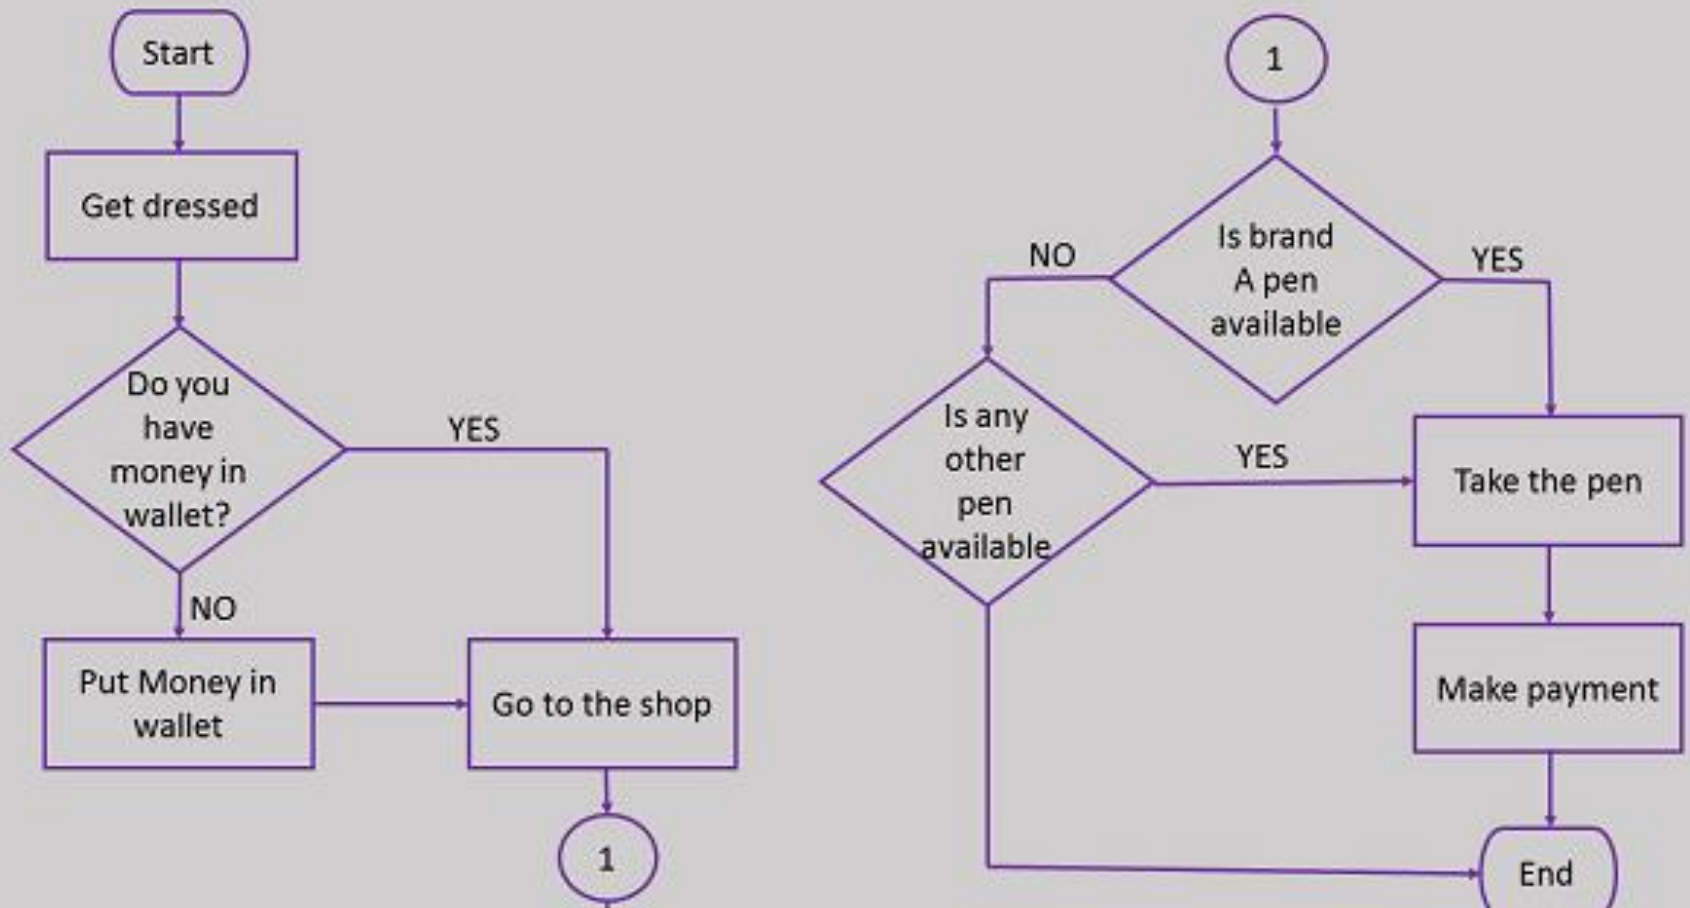 Start
Get dressed
Do you
have
money in
wallet?
YES
NO
Put Money in
wallet
Go to the shop
1
1
Is brand
A pen
available
NO
YES
Is any
other
pen
available
YES
Take the pen
Make payment
End